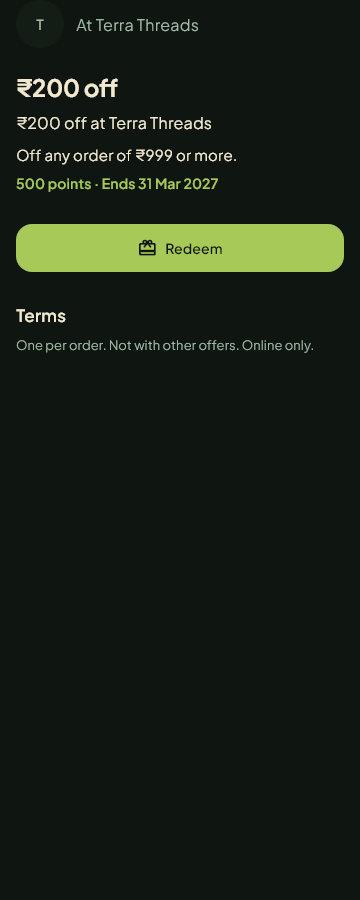 T
At Terra Threads
₹200 off
₹200 off at Terra Threads
Off any order of ₹999 or more.
500 points · Ends 31 Mar 2027
Redeem
Terms
One per order. Not with other offers. Online only.